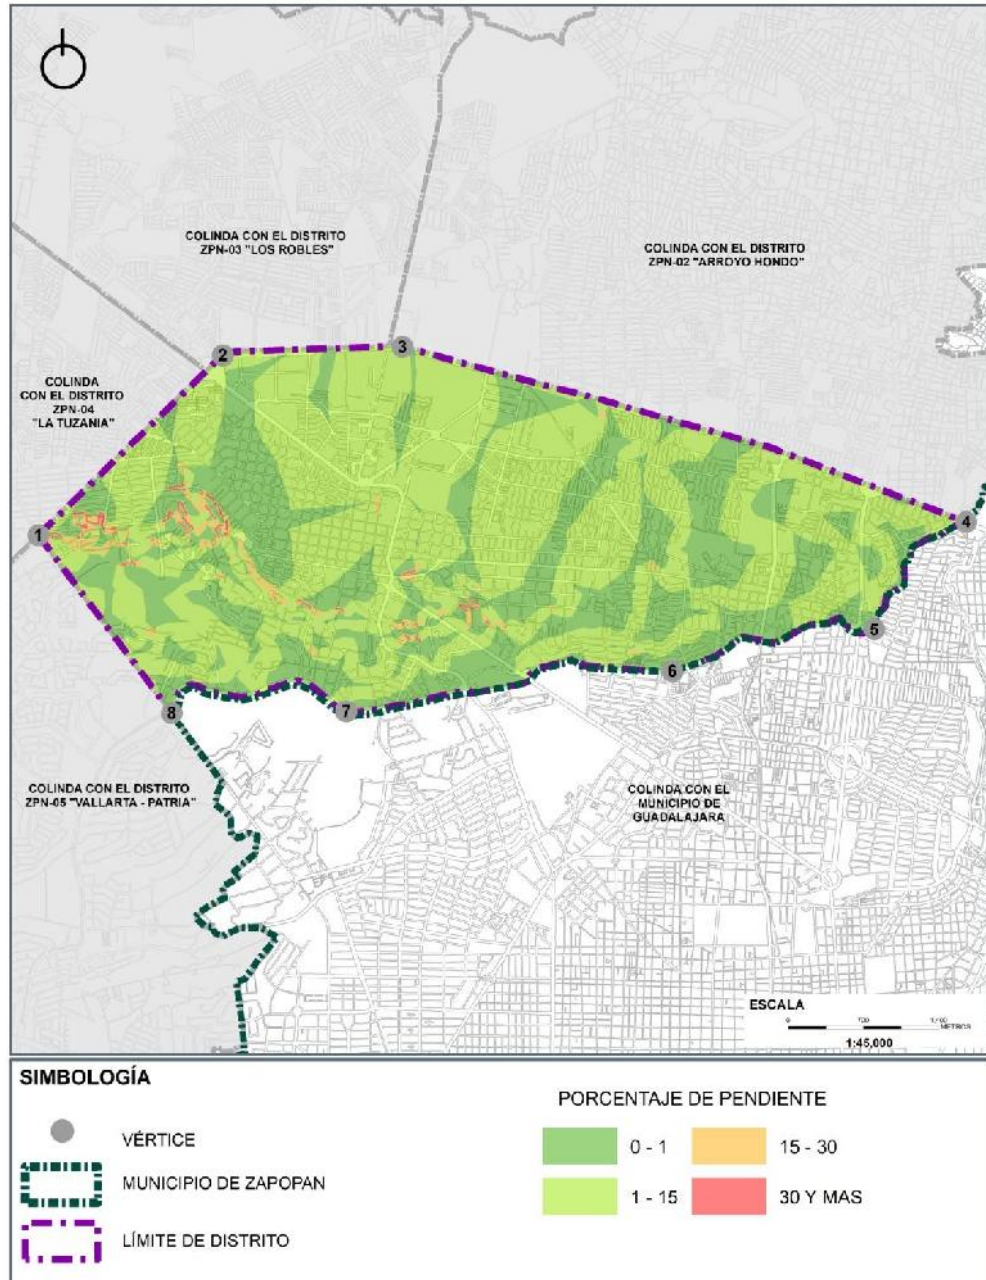 COLINDA CON EL DISTRITO
ZPN-03 "LOS ROBLES"
COLINDA CON EL DISTRITO
ZPN-02 "ARROYO HONDO"
2
3
COLINDA
CON EL DISTRITO
ZPN-04
"LA TUZANIA"
1
4
5
6
7
8
COLINDA CON EL DISTRITO
ZPN-05 "VALLARTA - PATRIA"
COLINDA CON EL
MUNICIPIO DE
GUADALAJARA
ESCALA
0
METROS
1:45,000
SIMBOLOGÍA
VÉRTICE
MUNICIPIO DE ZAPOPAN
LÍMITE DE DISTRITO
PORCENTAJE DE PENDIENTE
0 - 1
15 - 30
1 - 15
30 Y MAS